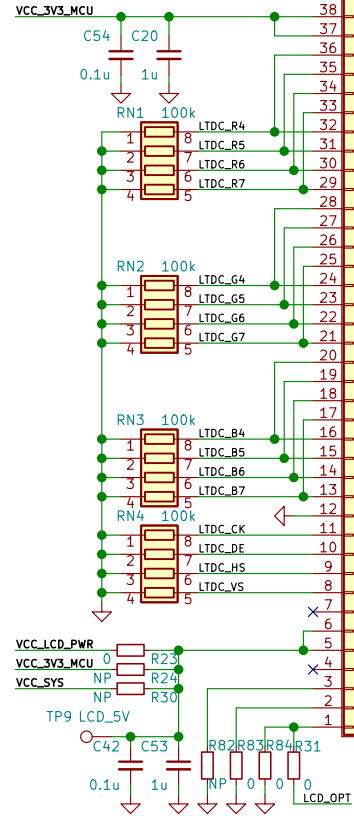 VCC_3V3_MCU 38
C54 C20 37
0.1u 1u 36
35
34
RN1 100k 33
1 8 LTDC_R4 32
2 7 LTDC_R5 31
3 6 LTDC_R6 30
4 5 LTDC_R7 29
28
27
26
RN2 100k 25
1 8 LTDC_G4 24
2 7 LTDC_G5 23
3 6 LTDC_G6 22
4 5 LTDC_G7 21
20
19
18
RN3 100k 17
1 8 LTDC_B4 16
2 7 LTDC_B5 15
3 6 LTDC_B6 14
4 5 LTDC_B7 13
RN4 100k 12
1 8 LTDC_CK 11
2 7 LTDC_DE 10
3 6 LTDC_HS 9
4 5 LTDC_VS 8
7
6
VCC_LCD_PWR 5
0 R23
VCC_3V3_MCU 4
NP R24
VCC_SYS 3
NP R30
TP9 LCD_5V 2
1
C42 C53 R82 R83 R84 R31
0.1u 1u NP 0 0 0
LCD_OPT